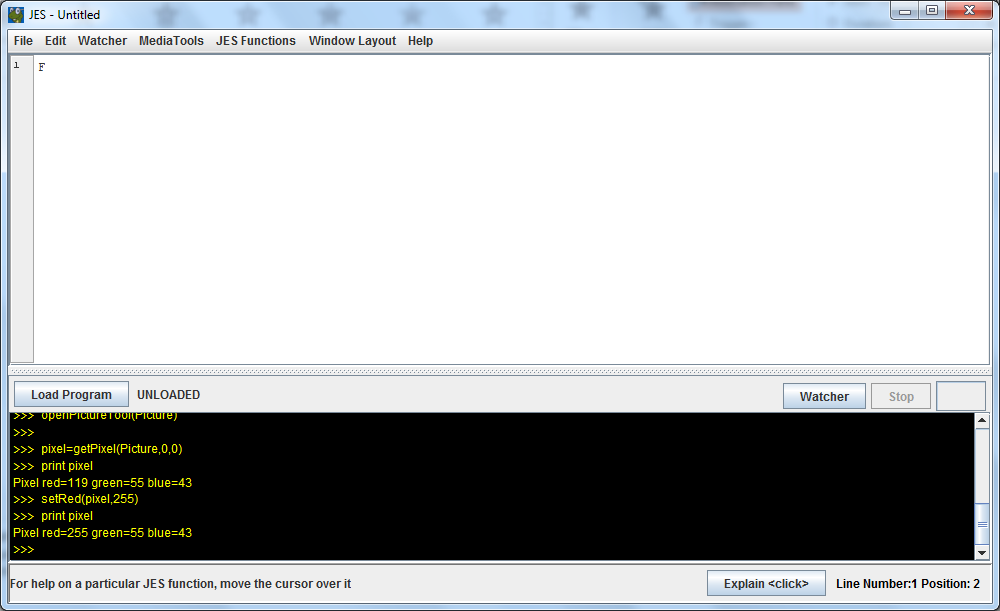 JES - Untitled
File Edit Watcher MediaTools JES Functions Window Layout Help
1 F
Load Program UNLOADED Watcher Stop
>>> openPictureTool(Picture)
>>>
>>> pixel=getPixel(Picture,0,0)
>>> print pixel
Pixel red=119 green=55 blue=43
>>> setRed(pixel,255)
>>> print pixel
Pixel red=255 green=55 blue=43
>>>
For help on a particular JES function, move the cursor over it Explain <click> Line Number:1 Position: 2